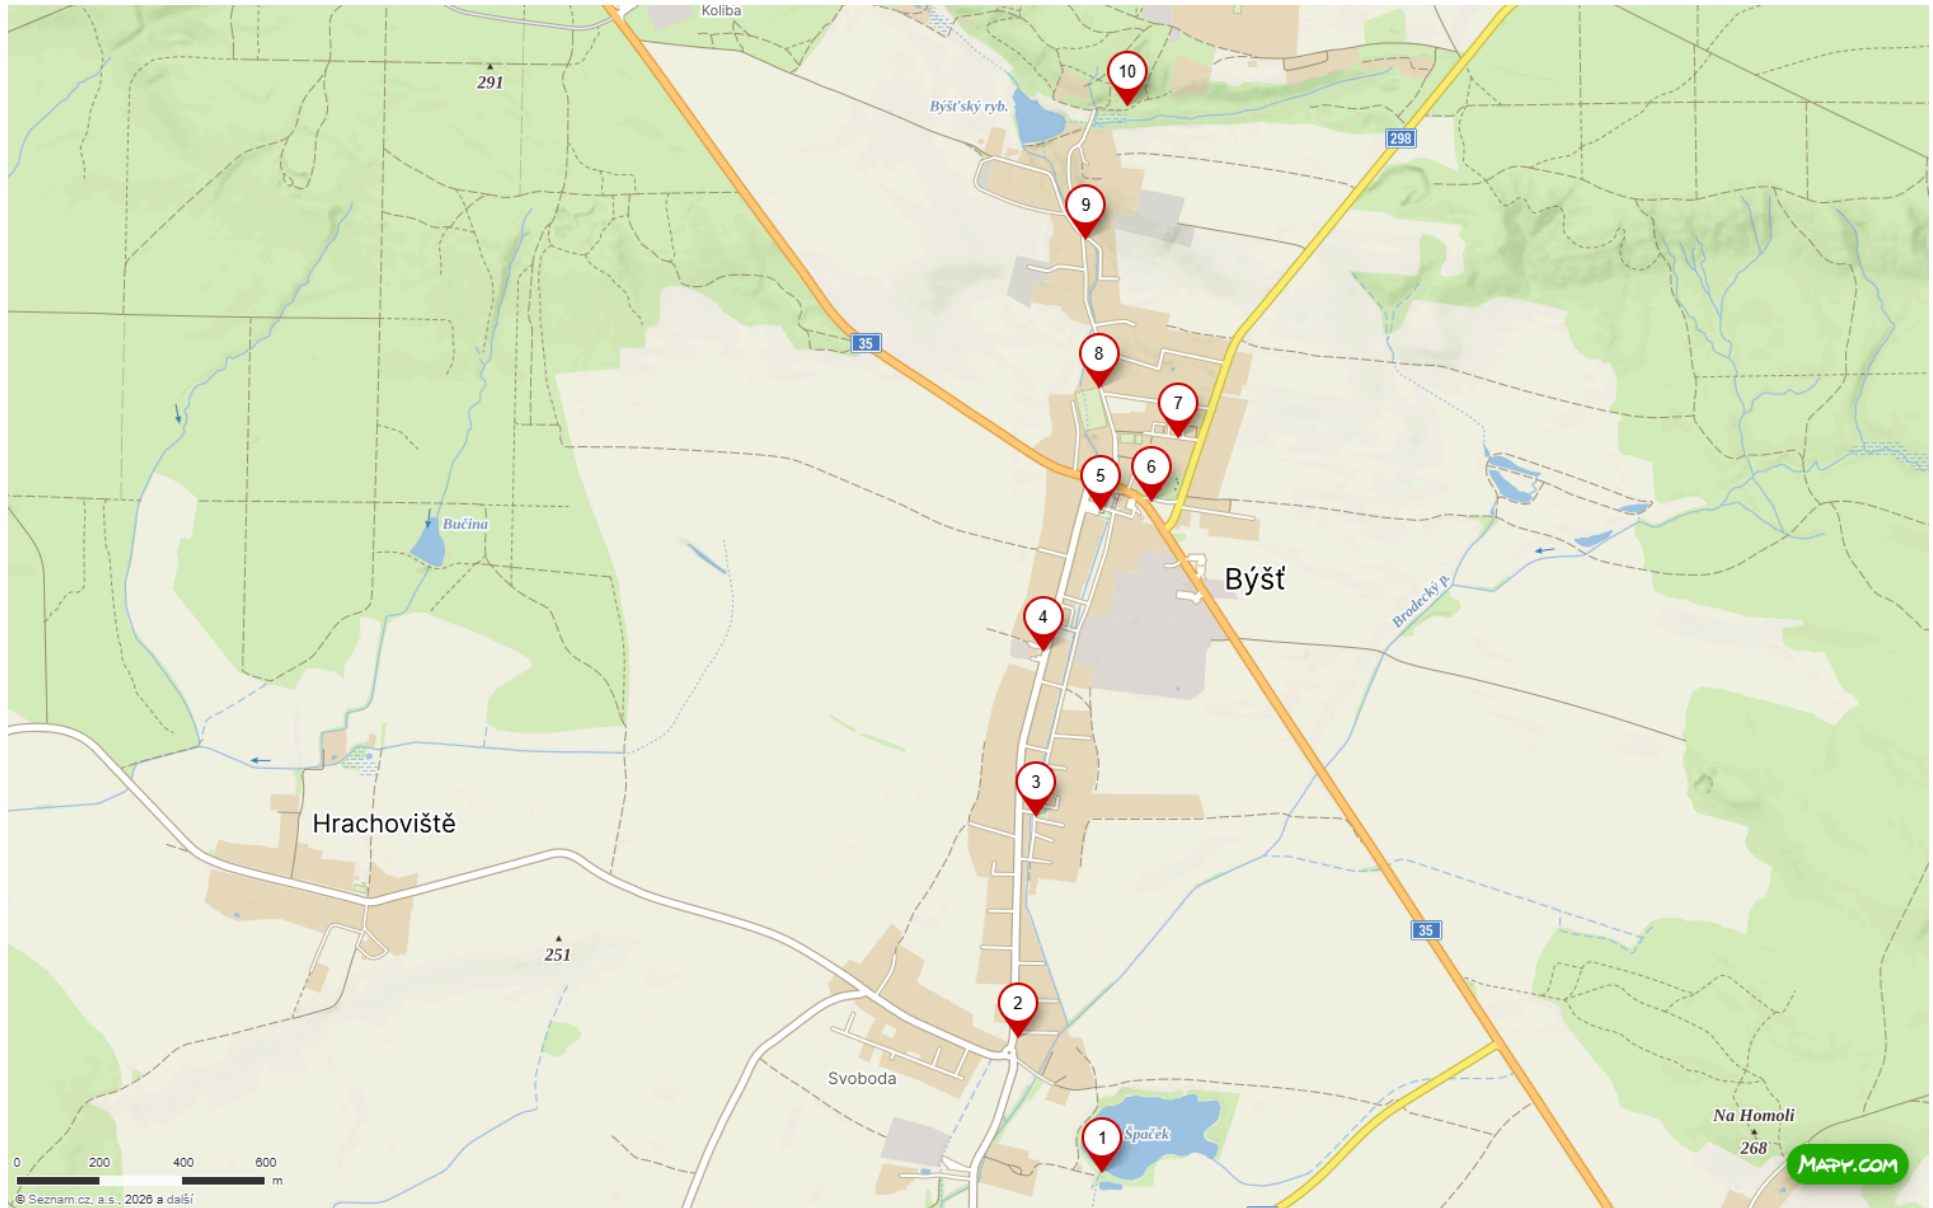 Koliba
291
10
Býšťský ryb.
298
9
35
8
7
6
5
Bučina
Býšť
Brodecký p.
4
3
Hrachoviště
35
251
2
Svoboda
Na Homoli
268
1
Špaček
Mapy.com
0 200 400 600
m
© Seznam.cz, a.s., 2026 a další